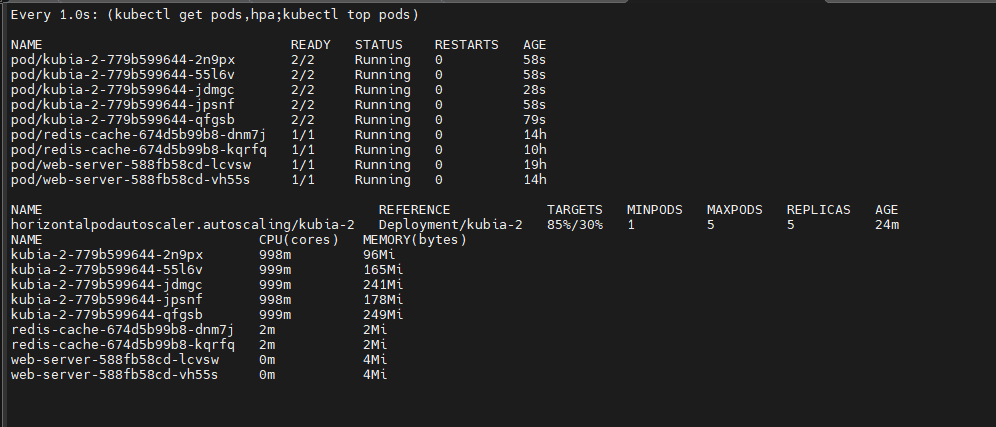 Every 1.0s: (kubectl get pods,hpa;kubectl top pods)
NAME READY STATUS RESTARTS AGE
pod/kubia-2-779b599644-2n9px 2/2 Running 0 58s
pod/kubia-2-779b599644-55l6v 2/2 Running 0 58s
pod/kubia-2-779b599644-jdmgc 2/2 Running 0 28s
pod/kubia-2-779b599644-jpsnf 2/2 Running 0 58s
pod/kubia-2-779b599644-qfgsb 2/2 Running 0 79s
pod/redis-cache-674d5b99b8-dnm7j 1/1 Running 0 14h
pod/redis-cache-674d5b99b8-kqrfq 1/1 Running 0 10h
pod/web-server-588fb58cd-lcvsw 1/1 Running 0 19h
pod/web-server-588fb58cd-vh55s 1/1 Running 0 14h
NAME REFERENCE TARGETS MINPODS MAXPODS REPLICAS AGE
horizontalpodautoscaler.autoscaling/kubia-2 Deployment/kubia-2 85%/30% 1 5 5 24m
NAME CPU(cores) MEMORY(bytes)
kubia-2-779b599644-2n9px 998m 96Mi
kubia-2-779b599644-55l6v 999m 165Mi
kubia-2-779b599644-jdmgc 999m 241Mi
kubia-2-779b599644-jpsnf 998m 178Mi
kubia-2-779b599644-qfgsb 999m 249Mi
redis-cache-674d5b99b8-dnm7j 2m 2Mi
redis-cache-674d5b99b8-kqrfq 2m 2Mi
web-server-588fb58cd-lcvsw 0m 4Mi
web-server-588fb58cd-vh55s 0m 4Mi